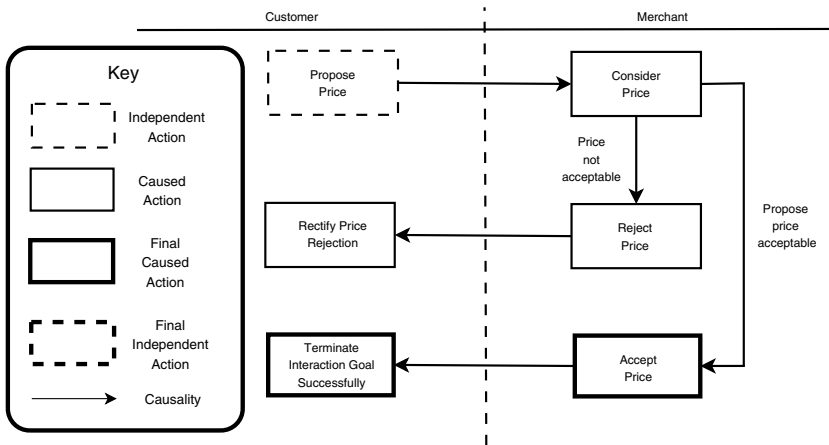 Customer
Merchant
Key
Independent
Action
Caused
Action
Final
Caused
Action
Final
Independent
Action
Causality
Propose
Price
Consider
Price
Price
not
acceptable
Propose
price
acceptable
Rectify Price
Rejection
Reject
Price
Terminate
Interaction Goal
Successfully
Accept
Price